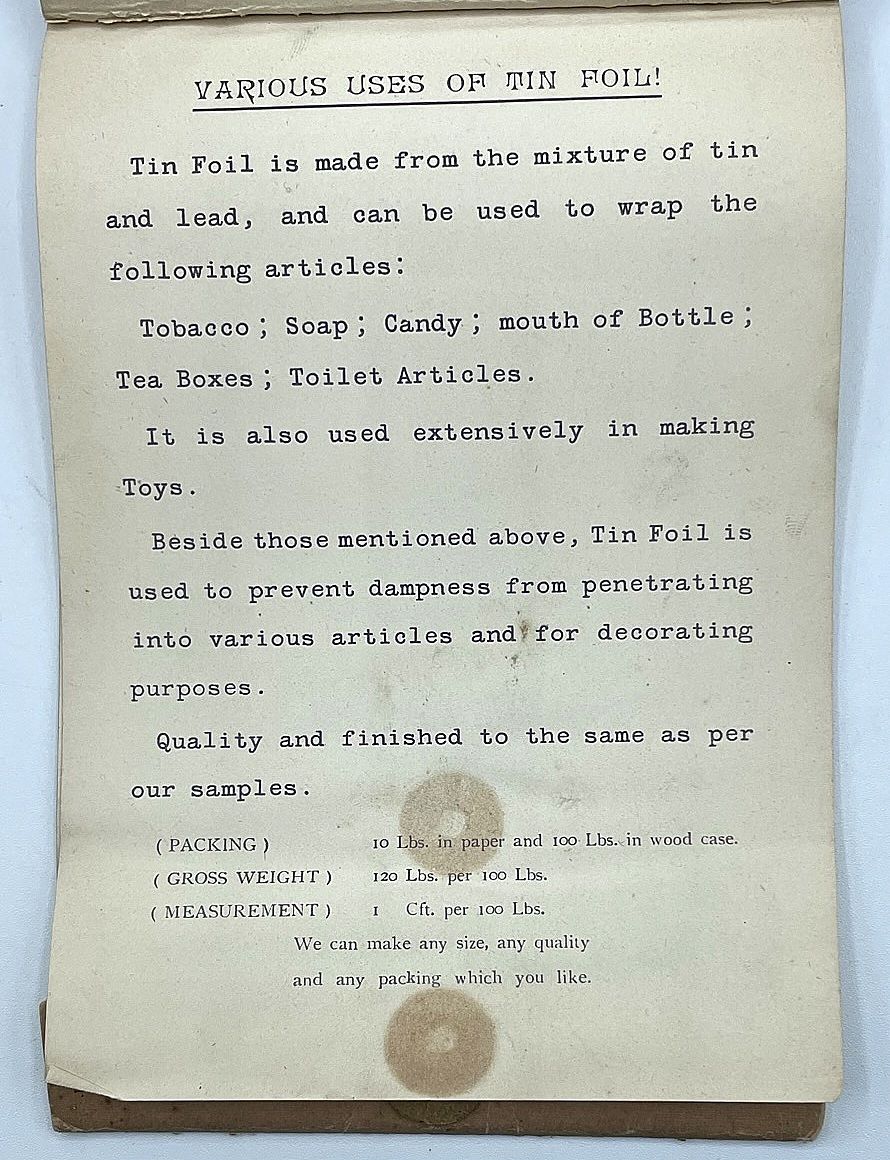 VARIOUS USES OF TIN FOIL!
Tin Foil is made from the mixture of tin
and lead, and can be used to wrap the
following articles:
Tobacco; Soap; Candy; mouth of Bottle;
Tea Boxes; Toilet Articles.
It is also used extensively in making
Toys.
Beside those mentioned above, Tin Foil is
used to prevent dampness from penetrating
into various articles and for decorating
purposes.
Quality and finished to the same as per
our samples.
( PACKING ) 10 Lbs. in paper and 100 Lbs. in wood case.
( GROSS WEIGHT ) 120 Lbs. per 100 Lbs.
( MEASUREMENT ) 1 Cft. per 100 Lbs.
We can make any size, any quality
and any packing which you like.